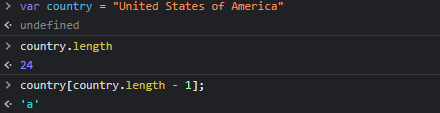 > var country = "United States of America"
<· undefined
> country.length
<· 24
> country[country.length - 1];
<· 'a'